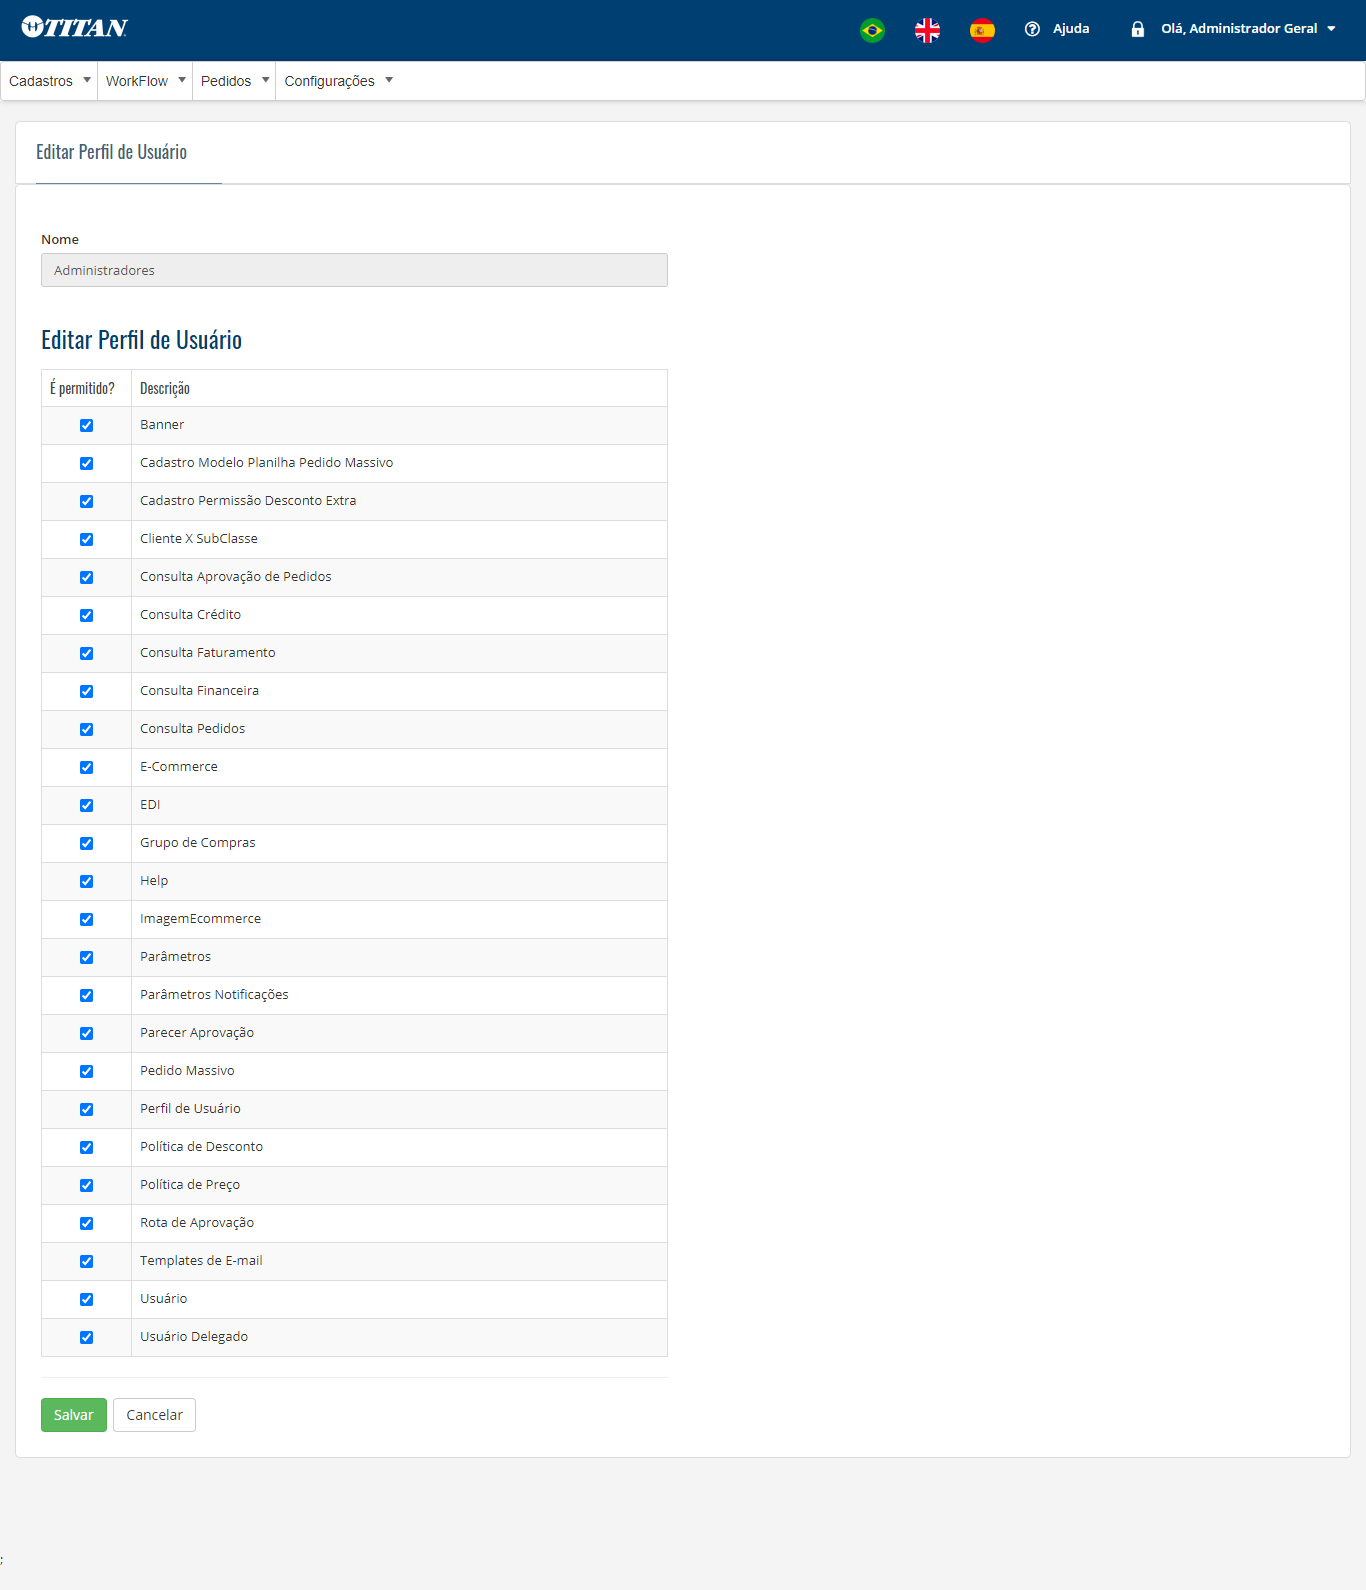 TITAN
Ajuda
Olá, Administrador Geral
Cadastros
WorkFlow
Pedidos
Configurações
Editar Perfil de Usuário
Nome
Administradores
Editar Perfil de Usuário
É permitido? Descrição
Banner
Cadastro Modelo Planilha Pedido Massivo
Cadastro Permissão Desconto Extra
Cliente X SubClasse
Consulta Aprovação de Pedidos
Consulta Crédito
Consulta Faturamento
Consulta Financeira
Consulta Pedidos
E-Commerce
EDI
Grupo de Compras
Help
ImagemEcommerce
Parâmetros
Parâmetros Notificações
Parecer Aprovação
Pedido Massivo
Perfil de Usuário
Política de Desconto
Política de Preço
Rota de Aprovação
Templates de E-mail
Usuário
Usuário Delegado
Salvar
Cancelar
;